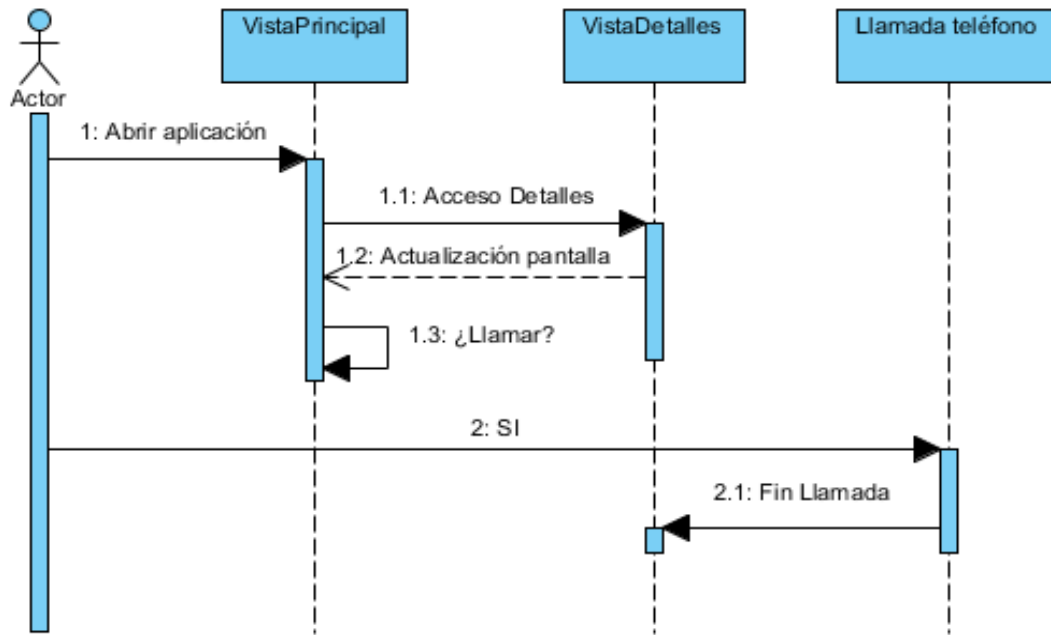 VistaPrincipal
VistaDetalles
Llamada teléfono
Actor
1: Abrir aplicación
1.1: Acceso Detalles
1.2: Actualización pantalla
1.3: ¿Llamar?
2: SI
2.1: Fin Llamada